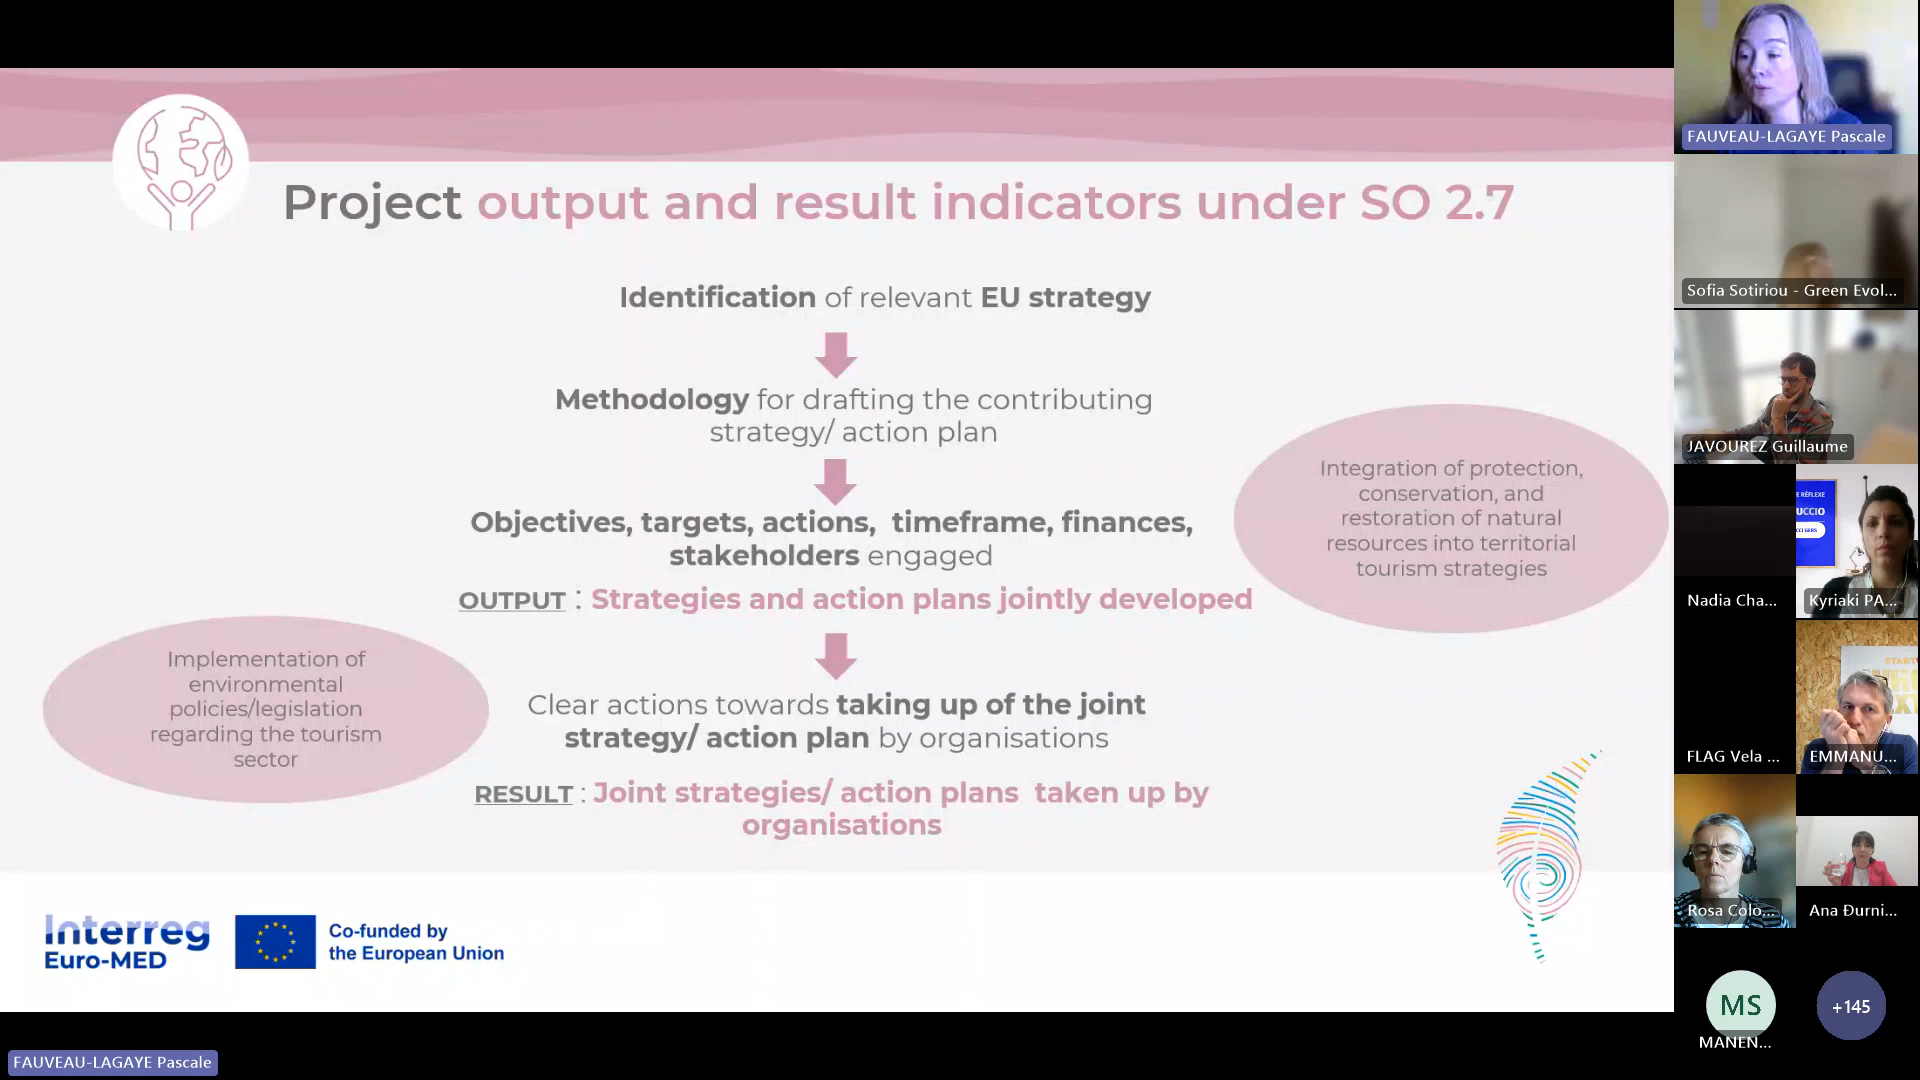 Project output and result indicators under SO 2.7
Identification of relevant EU strategy
Methodology for drafting the contributing
strategy/ action plan
Objectives, targets, actions, timeframe, finances,
stakeholders engaged
OUTPUT : Strategies and action plans jointly developed
Integration of protection,
conservation, and
restoration of natural
resources into territorial
tourism strategies
Implementation of
environmental
policies/legislation
regarding the tourism
sector
Clear actions towards taking up of the joint
strategy/ action plan by organisations
RESULT : Joint strategies/ action plans taken up by
organisations
Interreg
Euro-MED
Co-funded by
the European Union
FAUVEAU-LAGAYE Pascale
FAUVEAU-LAGAYE Pascale
Sofia Sotiriou - Green Evol...
JAVOUREZ Guillaume
Nadia Cha...
E RÉFLEXE
UCCIO
Kyriaki PA...
FLAG Vela ...
START
EMMANU...
Rosa Colo...
Ana Đurni...
MS
MANEN...
+145